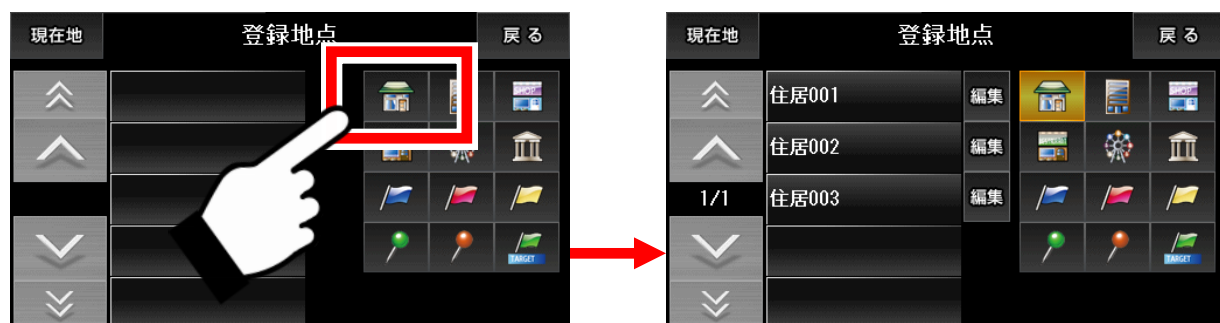 現在地 登録地点 戻る
SHOP
TARGET
現在地 登録地点 戻る
住居001 編集
SHOP
住居002 編集
1/1 住居003 編集
TARGET